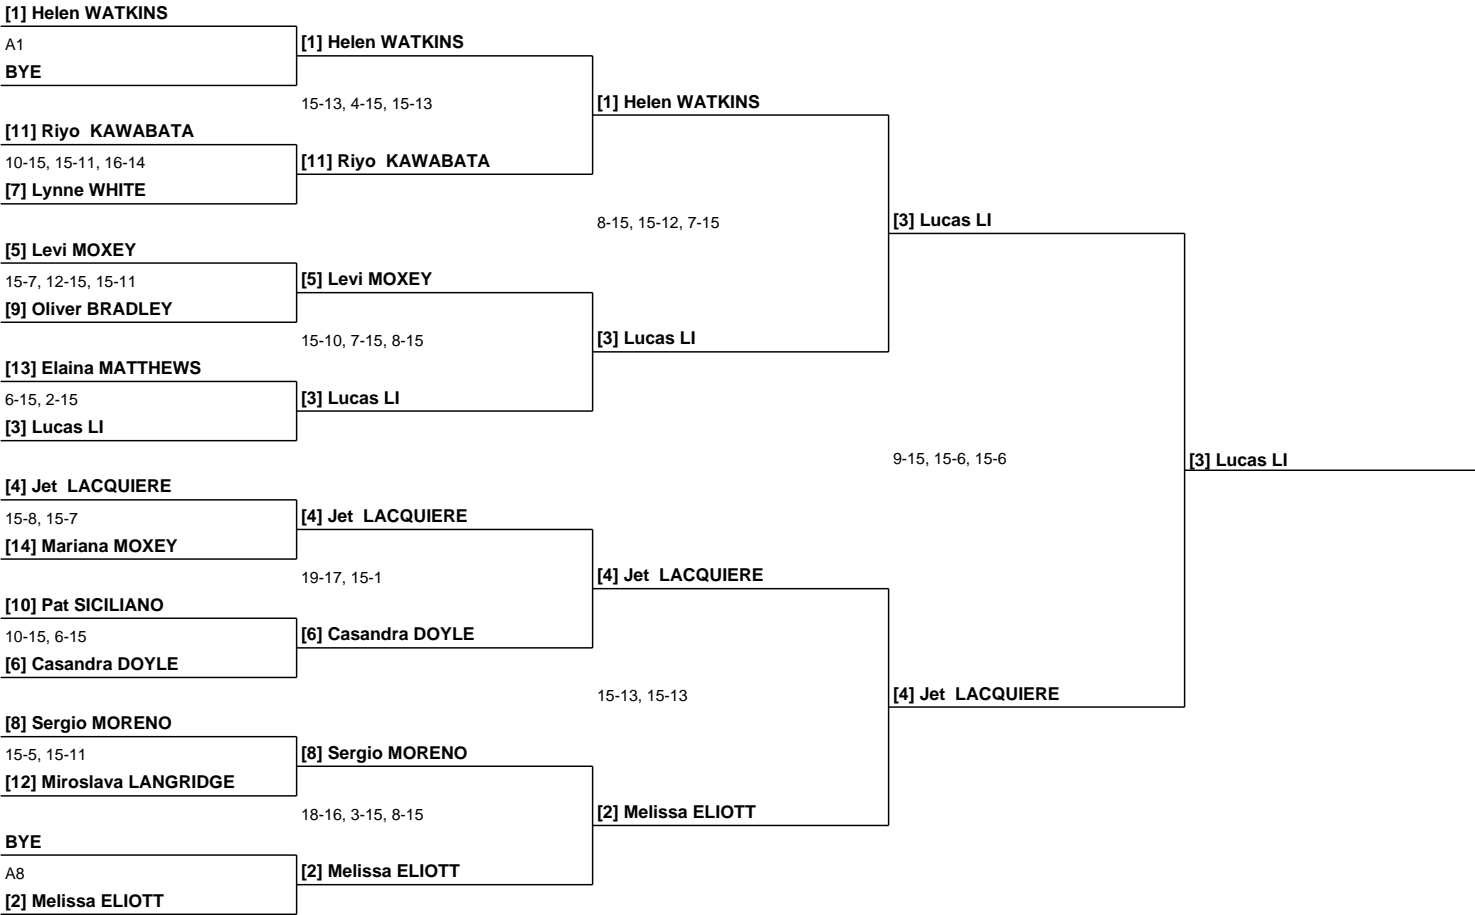 [1] Helen WATKINS
A1
BYE
[11] Riyo  KAWABATA
10-15, 15-11, 16-14
[7] Lynne WHITE
[5] Levi MOXEY
15-7, 12-15, 15-11
[9] Oliver BRADLEY
[13] Elaina MATTHEWS
6-15, 2-15
[3] Lucas LI
[4] Jet  LACQUIERE
15-8, 15-7
[14] Mariana MOXEY
[10] Pat SICILIANO
10-15, 6-15
[6] Casandra DOYLE
[8] Sergio MORENO
15-5, 15-11
[12] Miroslava LANGRIDGE
BYE
A8
[2] Melissa ELIOTT
[1] Helen WATKINS
15-13, 4-15, 15-13
[11] Riyo  KAWABATA
[5] Levi MOXEY
15-10, 7-15, 8-15
[3] Lucas LI
[4] Jet  LACQUIERE
19-17, 15-1
[6] Casandra DOYLE
[8] Sergio MORENO
18-16, 3-15, 8-15
[2] Melissa ELIOTT
[1] Helen WATKINS
8-15, 15-12, 7-15
[3] Lucas LI
[4] Jet  LACQUIERE
15-13, 15-13
[2] Melissa ELIOTT
[3] Lucas LI
9-15, 15-6, 15-6
[4] Jet  LACQUIERE
[3] Lucas LI